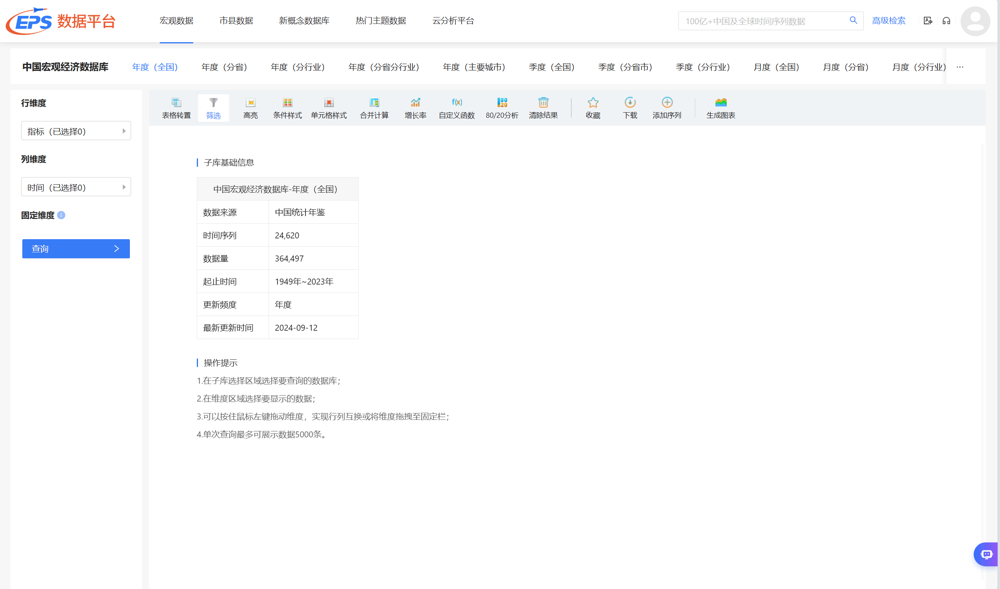 EPS 数据平台
宏观数据 市县数据 新概念数据库 热门主题数据 云分析平台
100亿+中国及全球时间序列数据 高级检索
中国宏观经济数据库 年度（全国） 年度（分省） 年度（分行业） 年度（分省分行业） 年度（主要城市） 季度（全国） 季度（分省市） 季度（分行业） 月度（全国） 月度（分省） 月度（分行业） ...
行维度
指标（已选择0）
列维度
时间（已选择0）
固定维度
查询
表格转置 筛选 高亮 条件样式 单元格样式 合并计算 增长率 f(x) 自定义函数 80/20分析 清除结果 收藏 下载 添加序列 生成图表
子库基础信息
中国宏观经济数据库-年度（全国）
数据来源 中国统计年鉴
时间序列 24,620
数据量 364,497
起止时间 1949年~2023年
更新频度 年度
最新更新时间 2024-09-12
操作提示
1.在子库选择区域选择要查询的数据库；
2.在维度区域选择要显示的数据；
3.可以按住鼠标左键拖动维度，实现行列互换或将维度拖拽至固定栏；
4.单次查询最多可展示数据5000条。